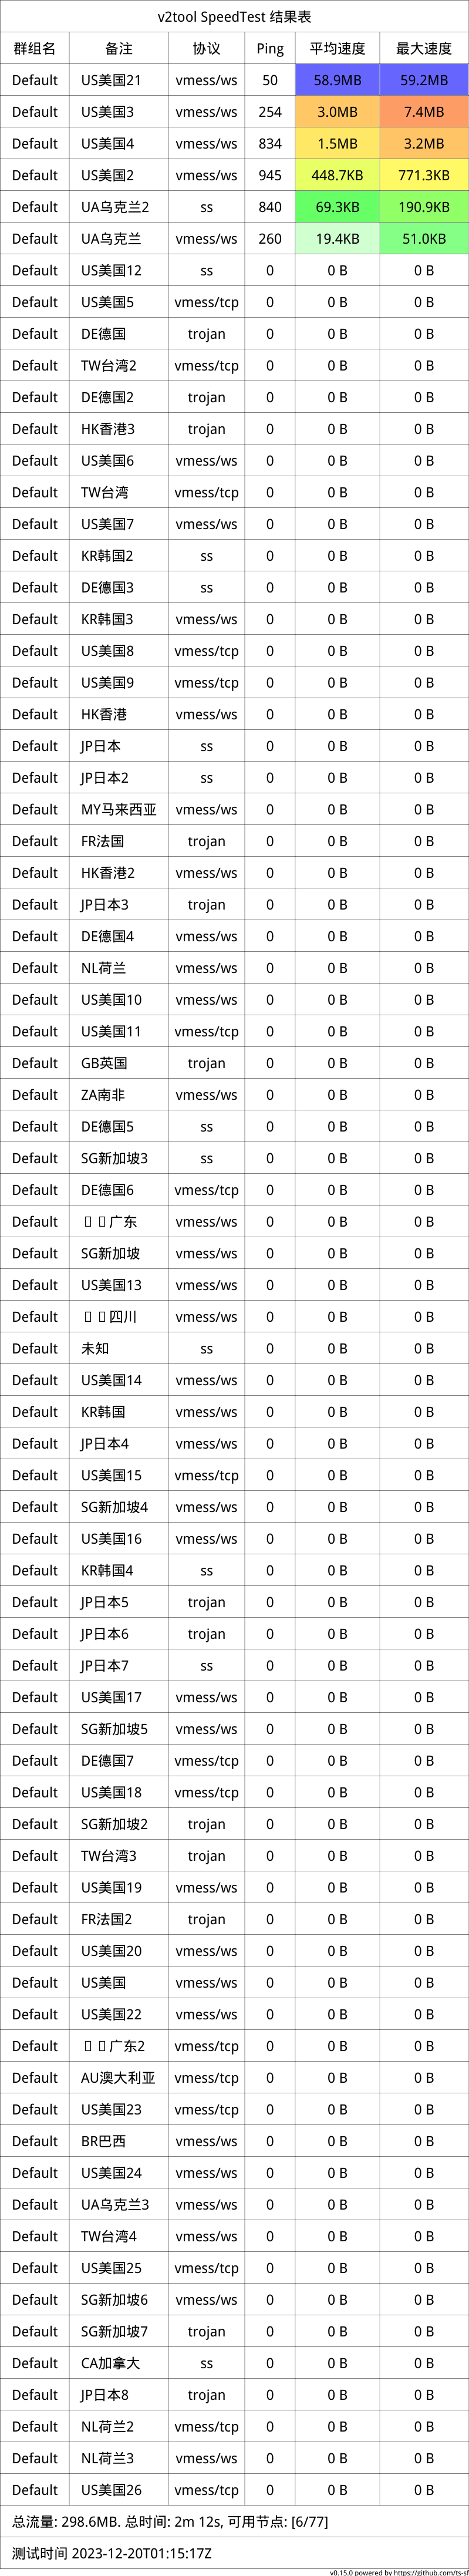 v2tool SpeedTest 结果表
群组名 备注 协议 Ping 平均速度 最大速度
Default US美国21 vmess/ws 50 58.9MB 59.2MB
Default US美国3 vmess/ws 254 3.0MB 7.4MB
Default US美国4 vmess/ws 834 1.5MB 3.2MB
Default US美国2 vmess/ws 945 448.7KB 771.3KB
Default UA乌克兰2 ss 840 69.3KB 190.9KB
Default UA乌克兰 vmess/ws 260 19.4KB 51.0KB
Default US美国12 ss 0 0 B 0 B
Default US美国5 vmess/tcp 0 0 B 0 B
Default DE德国 trojan 0 0 B 0 B
Default TW台湾2 vmess/tcp 0 0 B 0 B
Default DE德国2 trojan 0 0 B 0 B
Default HK香港3 trojan 0 0 B 0 B
Default US美国6 vmess/ws 0 0 B 0 B
Default TW台湾 vmess/tcp 0 0 B 0 B
Default US美国7 vmess/ws 0 0 B 0 B
Default KR韩国2 ss 0 0 B 0 B
Default DE德国3 ss 0 0 B 0 B
Default KR韩国3 vmess/ws 0 0 B 0 B
Default US美国8 vmess/tcp 0 0 B 0 B
Default US美国9 vmess/tcp 0 0 B 0 B
Default HK香港 vmess/ws 0 0 B 0 B
Default JP日本 ss 0 0 B 0 B
Default JP日本2 ss 0 0 B 0 B
Default MY马来西亚 vmess/ws 0 0 B 0 B
Default FR法国 trojan 0 0 B 0 B
Default HK香港2 vmess/ws 0 0 B 0 B
Default JP日本3 trojan 0 0 B 0 B
Default DE德国4 vmess/ws 0 0 B 0 B
Default NL荷兰 vmess/ws 0 0 B 0 B
Default US美国10 vmess/ws 0 0 B 0 B
Default US美国11 vmess/tcp 0 0 B 0 B
Default GB英国 trojan 0 0 B 0 B
Default ZA南非 vmess/ws 0 0 B 0 B
Default DE德国5 ss 0 0 B 0 B
Default SG新加坡3 ss 0 0 B 0 B
Default DE德国6 vmess/tcp 0 0 B 0 B
Default 广东 vmess/ws 0 0 B 0 B
Default SG新加坡 vmess/ws 0 0 B 0 B
Default US美国13 vmess/ws 0 0 B 0 B
Default 四川 vmess/ws 0 0 B 0 B
Default 未知 ss 0 0 B 0 B
Default US美国14 vmess/ws 0 0 B 0 B
Default KR韩国 vmess/ws 0 0 B 0 B
Default JP日本4 vmess/ws 0 0 B 0 B
Default US美国15 vmess/tcp 0 0 B 0 B
Default SG新加坡4 vmess/ws 0 0 B 0 B
Default US美国16 vmess/ws 0 0 B 0 B
Default KR韩国4 ss 0 0 B 0 B
Default JP日本5 trojan 0 0 B 0 B
Default JP日本6 trojan 0 0 B 0 B
Default JP日本7 ss 0 0 B 0 B
Default US美国17 vmess/ws 0 0 B 0 B
Default SG新加坡5 vmess/ws 0 0 B 0 B
Default DE德国7 vmess/tcp 0 0 B 0 B
Default US美国18 vmess/tcp 0 0 B 0 B
Default SG新加坡2 trojan 0 0 B 0 B
Default TW台湾3 trojan 0 0 B 0 B
Default US美国19 vmess/ws 0 0 B 0 B
Default FR法国2 trojan 0 0 B 0 B
Default US美国20 vmess/ws 0 0 B 0 B
Default US美国 vmess/ws 0 0 B 0 B
Default US美国22 vmess/ws 0 0 B 0 B
Default 广东2 vmess/tcp 0 0 B 0 B
Default AU澳大利亚 vmess/tcp 0 0 B 0 B
Default US美国23 vmess/tcp 0 0 B 0 B
Default BR巴西 vmess/ws 0 0 B 0 B
Default US美国24 vmess/ws 0 0 B 0 B
Default UA乌克兰3 vmess/ws 0 0 B 0 B
Default TW台湾4 vmess/ws 0 0 B 0 B
Default US美国25 vmess/tcp 0 0 B 0 B
Default SG新加坡6 vmess/ws 0 0 B 0 B
Default SG新加坡7 trojan 0 0 B 0 B
Default CA加拿大 ss 0 0 B 0 B
Default JP日本8 trojan 0 0 B 0 B
Default NL荷兰2 vmess/tcp 0 0 B 0 B
Default NL荷兰3 vmess/ws 0 0 B 0 B
Default US美国26 vmess/tcp 0 0 B 0 B
总流量: 298.6MB. 总时间: 2m 12s, 可用节点: [6/77]
测试时间 2023-12-20T01:15:17Z
v0.15.0 powered by https://github.com/ts-sf